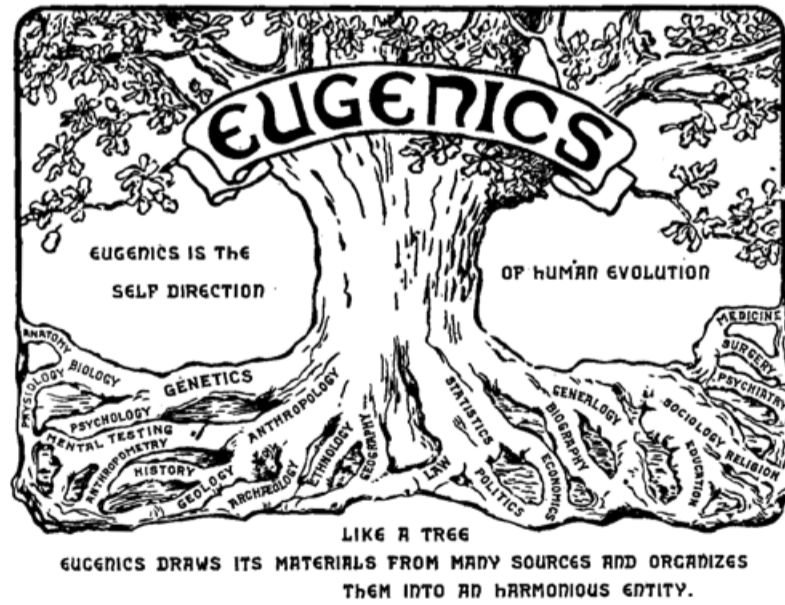 EUGENICS
EUGENICS IS THE
SELF DIRECTION
OF HUMAN EVOLUTION
ANATOMY
BIOLOGY
PHYSIOLOGY
GENETICS
PSYCHOLOGY
MENTAL TESTING
ANTHROPOMETRY
HISTORY
GEOLOGY
ANTHROPOLOGY
ARCHÆOLOGY
ETHNOLOGY
GEOGRAPHY
LAW
STATISTICS
POLITICS
ECONOMICS
GENEALOGY
BIOGRAPHY
SOCIOLOGY
EDUCATION
RELIGION
PSYCHIATRY
SURGERY
MEDICINE
LIKE A TREE
EUGENICS DRAWS ITS MATERIALS FROM MANY SOURCES AND ORGANIZES
THEM INTO AN HARMONIOUS ENTITY.